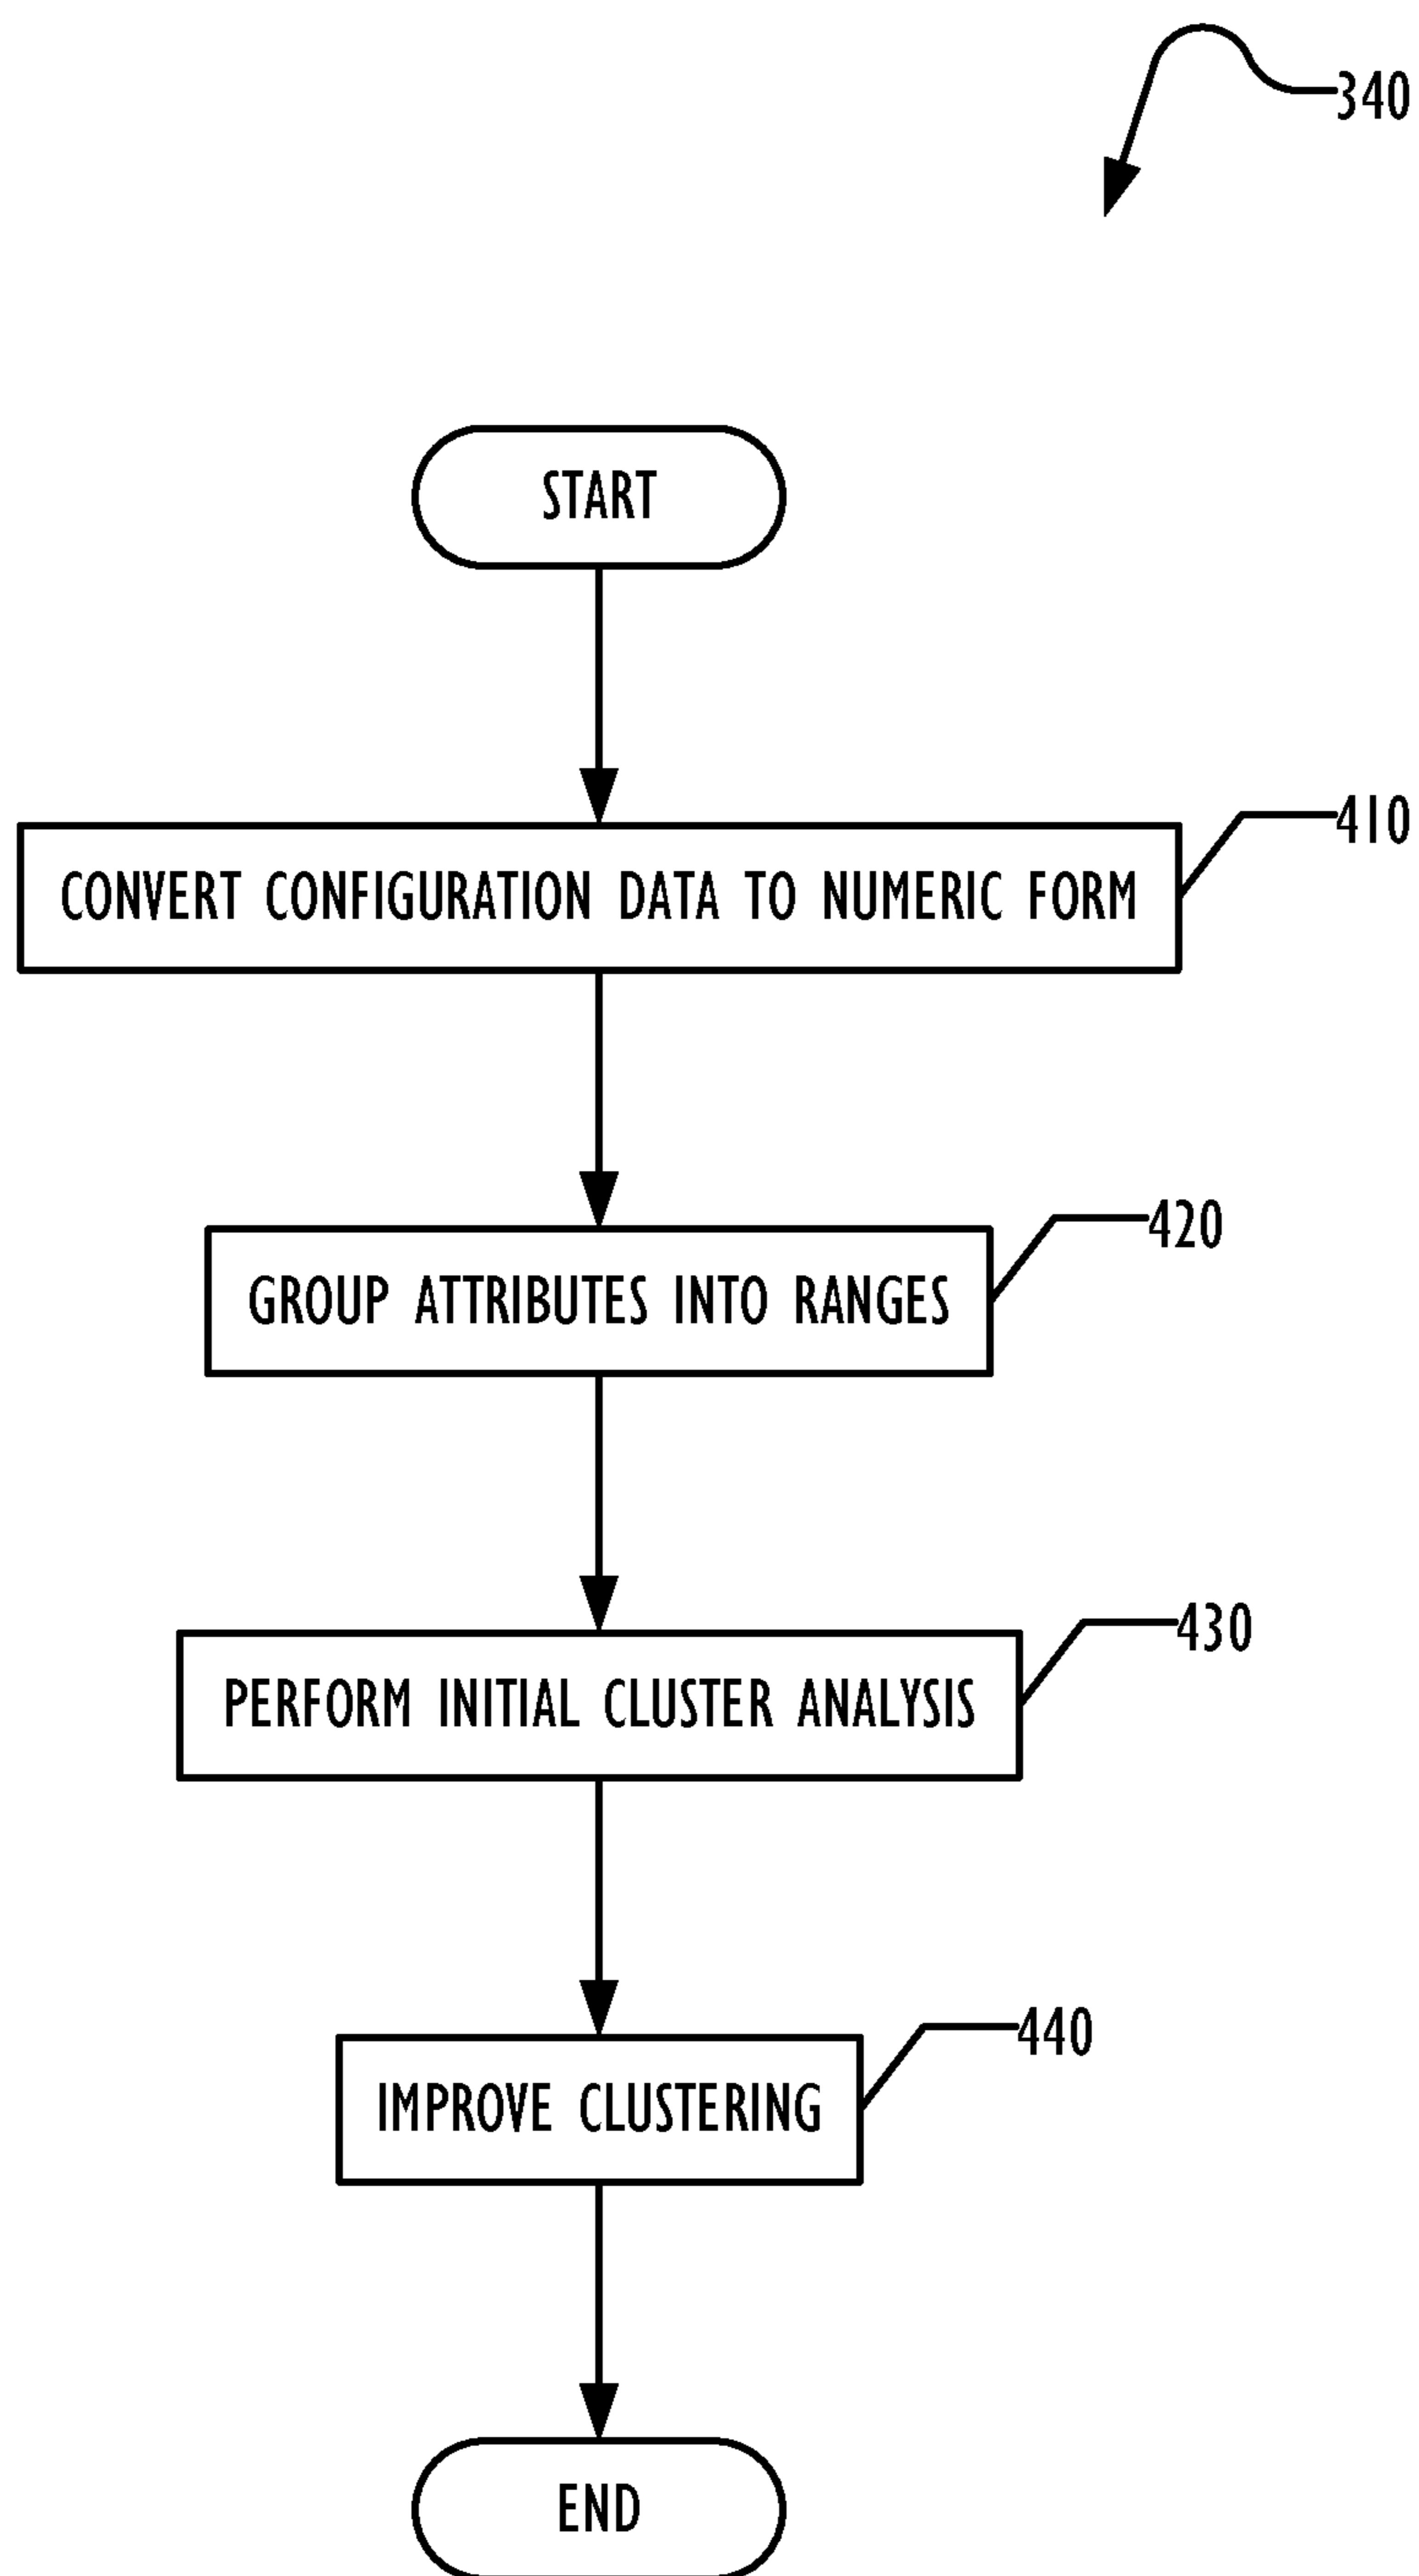 340
START
410
CONVERT CONFIGURATION DATA TO NUMERIC FORM
420
GROUP ATTRIBUTES INTO RANGES
430
PERFORM INITIAL CLUSTER ANALYSIS
440
IMPROVE CLUSTERING
END